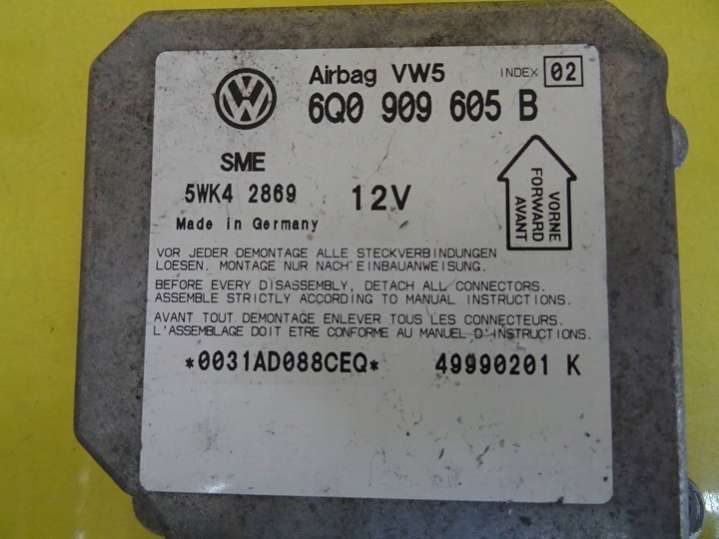 Airbag VW5 INDEX 02
6Q0 909 605 B
SME
5WK4 2869 12V
Made in Germany
VORNE
FORWARD
AVANT
VOR JEDER DEMONTAGE ALLE STECKVERBINDUNGEN
LOESEN. MONTAGE NUR NACH EINBAUANWEISUNG.
BEFORE EVERY DISASSEMBLY, DETACH ALL CONNECTORS.
ASSEMBLE STRICTLY ACCORDING TO MANUAL INSTRUCTIONS.
AVANT TOUT DEMONTAGE ENLEVER TOUS LES CONNECTEURS.
L'ASSEMBLAGE DOIT ETRE CONFORME AU MANUEL D'INSTRUCTIONS.
*0031AD088CEQ* 49990201 K